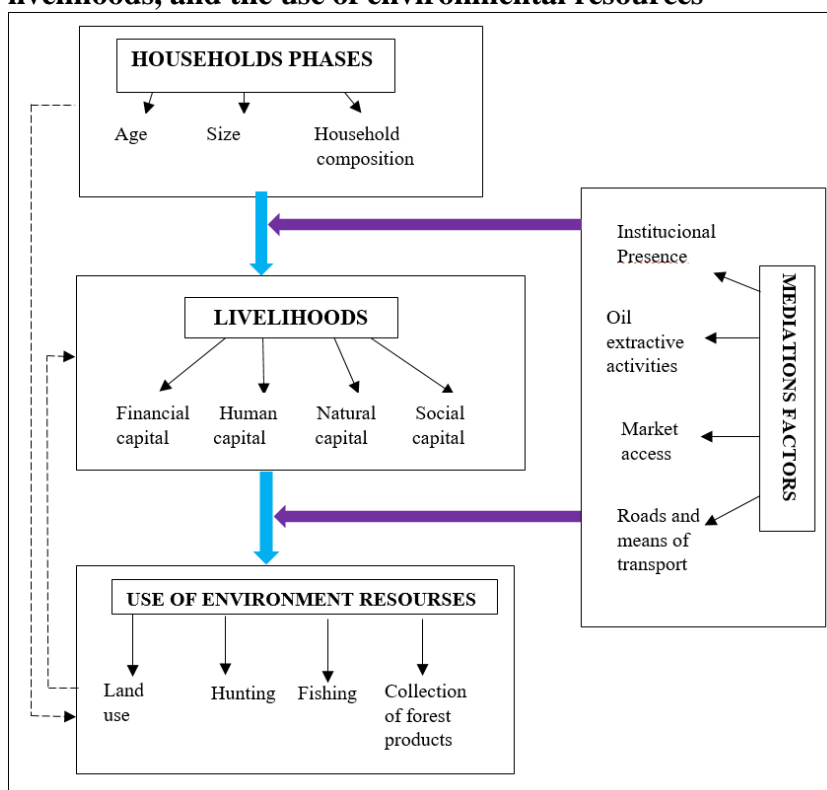 livelihoods, and the use of environmental resources
HOUSEHOLDS PHASES
Age
Size
Household
composition
Institucional
Presence
Oil
extractive
activities
Market
access
Roads and
means of
transport
MEDIATIONS FACTORS
LIVELIHOODS
Financial
capital
Human
capital
Natural
capital
Social
capital
USE OF ENVIRONMENT RESOURSES
Land
use
Hunting
Fishing
Collection
of forest
products